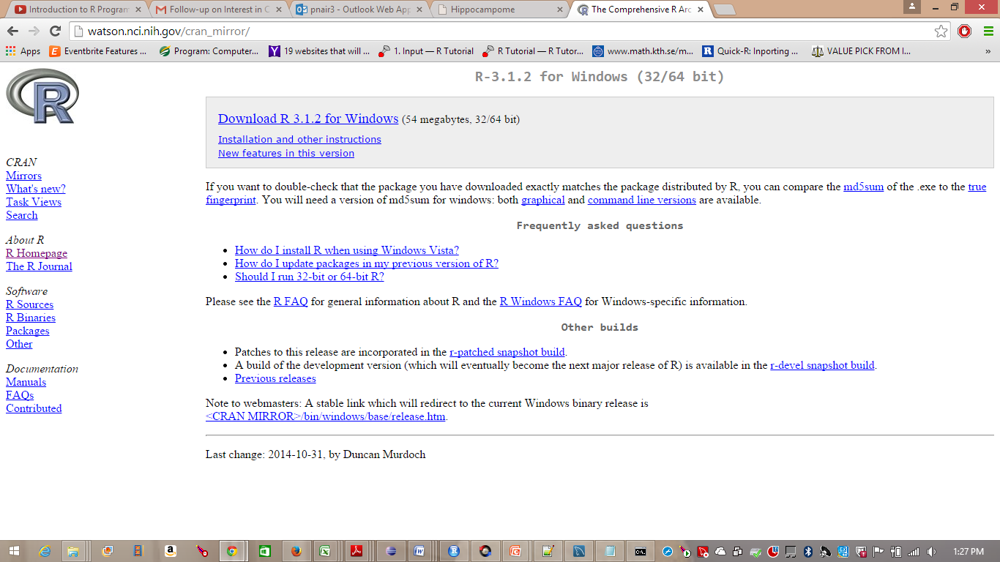 Introduction to R Program
Follow-up on Interest in C
pnair3 - Outlook Web App
Hippocampome
The Comprehensive R Arc
watson.nci.nih.gov/cran_mirror/
Apps
Eventbrite Features ...
Program: Computer...
19 websites that will ...
1. Input — R Tutorial
R Tutorial — R Tutor...
www.math.kth.se/m...
Quick-R: Inporting ...
VALUE PICK FROM I...
»
R
CRAN
Mirrors
What's new?
Task Views
Search
About R
R Homepage
The R Journal
Software
R Sources
R Binaries
Packages
Other
Documentation
Manuals
FAQs
Contributed
R-3.1.2 for Windows (32/64 bit)
Download R 3.1.2 for Windows (54 megabytes, 32/64 bit)
Installation and other instructions
New features in this version
If you want to double-check that the package you have downloaded exactly matches the package distributed by R, you can compare the md5sum of the .exe to the true
fingerprint. You will need a version of md5sum for windows: both graphical and command line versions are available.
Frequently asked questions
• How do I install R when using Windows Vista?
• How do I update packages in my previous version of R?
• Should I run 32-bit or 64-bit R?
Please see the R FAQ for general information about R and the R Windows FAQ for Windows-specific information.
Other builds
• Patches to this release are incorporated in the r-patched snapshot build.
• A build of the development version (which will eventually become the next major release of R) is available in the r-devel snapshot build.
• Previous releases
Note to webmasters: A stable link which will redirect to the current Windows binary release is
<CRAN MIRROR>/bin/windows/base/release.htm.
Last change: 2014-10-31, by Duncan Murdoch
1:27 PM